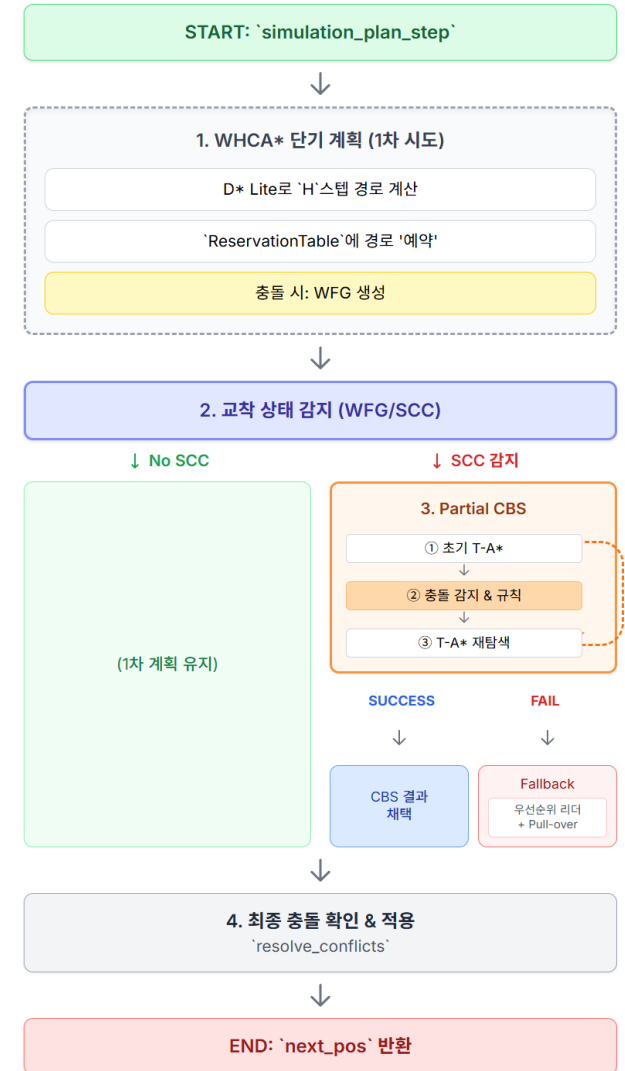 START: `simulation_plan_step`
1. WHCA* 단기 계획 (1차 시도)
D* Lite로 `H`스텝 경로 계산
`ReservationTable`에 경로 '예약'
충돌 시: WFG 생성
2. 교착 상태 감지 (WFG/SCC)
↓ No SCC
↓ SCC 감지
(1차 계획 유지)
3. Partial CBS
① 초기 T-A*
② 충돌 감지 & 규칙
③ T-A* 재탐색
SUCCESS
FAIL
CBS 결과
채택
Fallback
우선순위 리더
+ Pull-over
4. 최종 충돌 확인 & 적용
`resolve_conflicts`
END: `next_pos` 반환